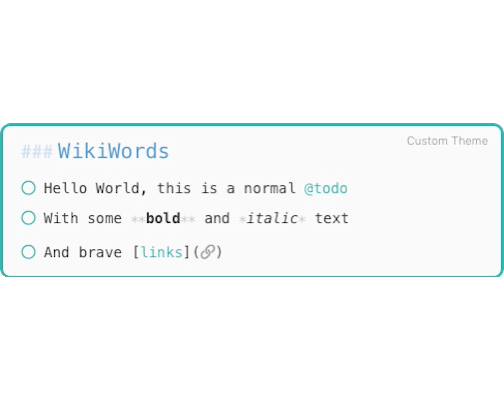 Custom Theme
### WikiWords
Hello World, this is a normal @todo
With some **bold** and *italic* text
And brave [links](🔗)